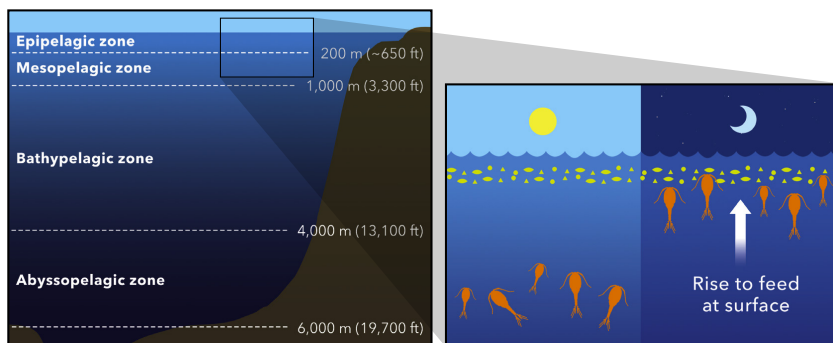 Epipelagic zone
200 m (~650 ft)
Mesopelagic zone
1,000 m (3,300 ft)
Bathypelagic zone
4,000 m (13,100 ft)
Abyssopelagic zone
6,000 m (19,700 ft)
Rise to feed
at surface